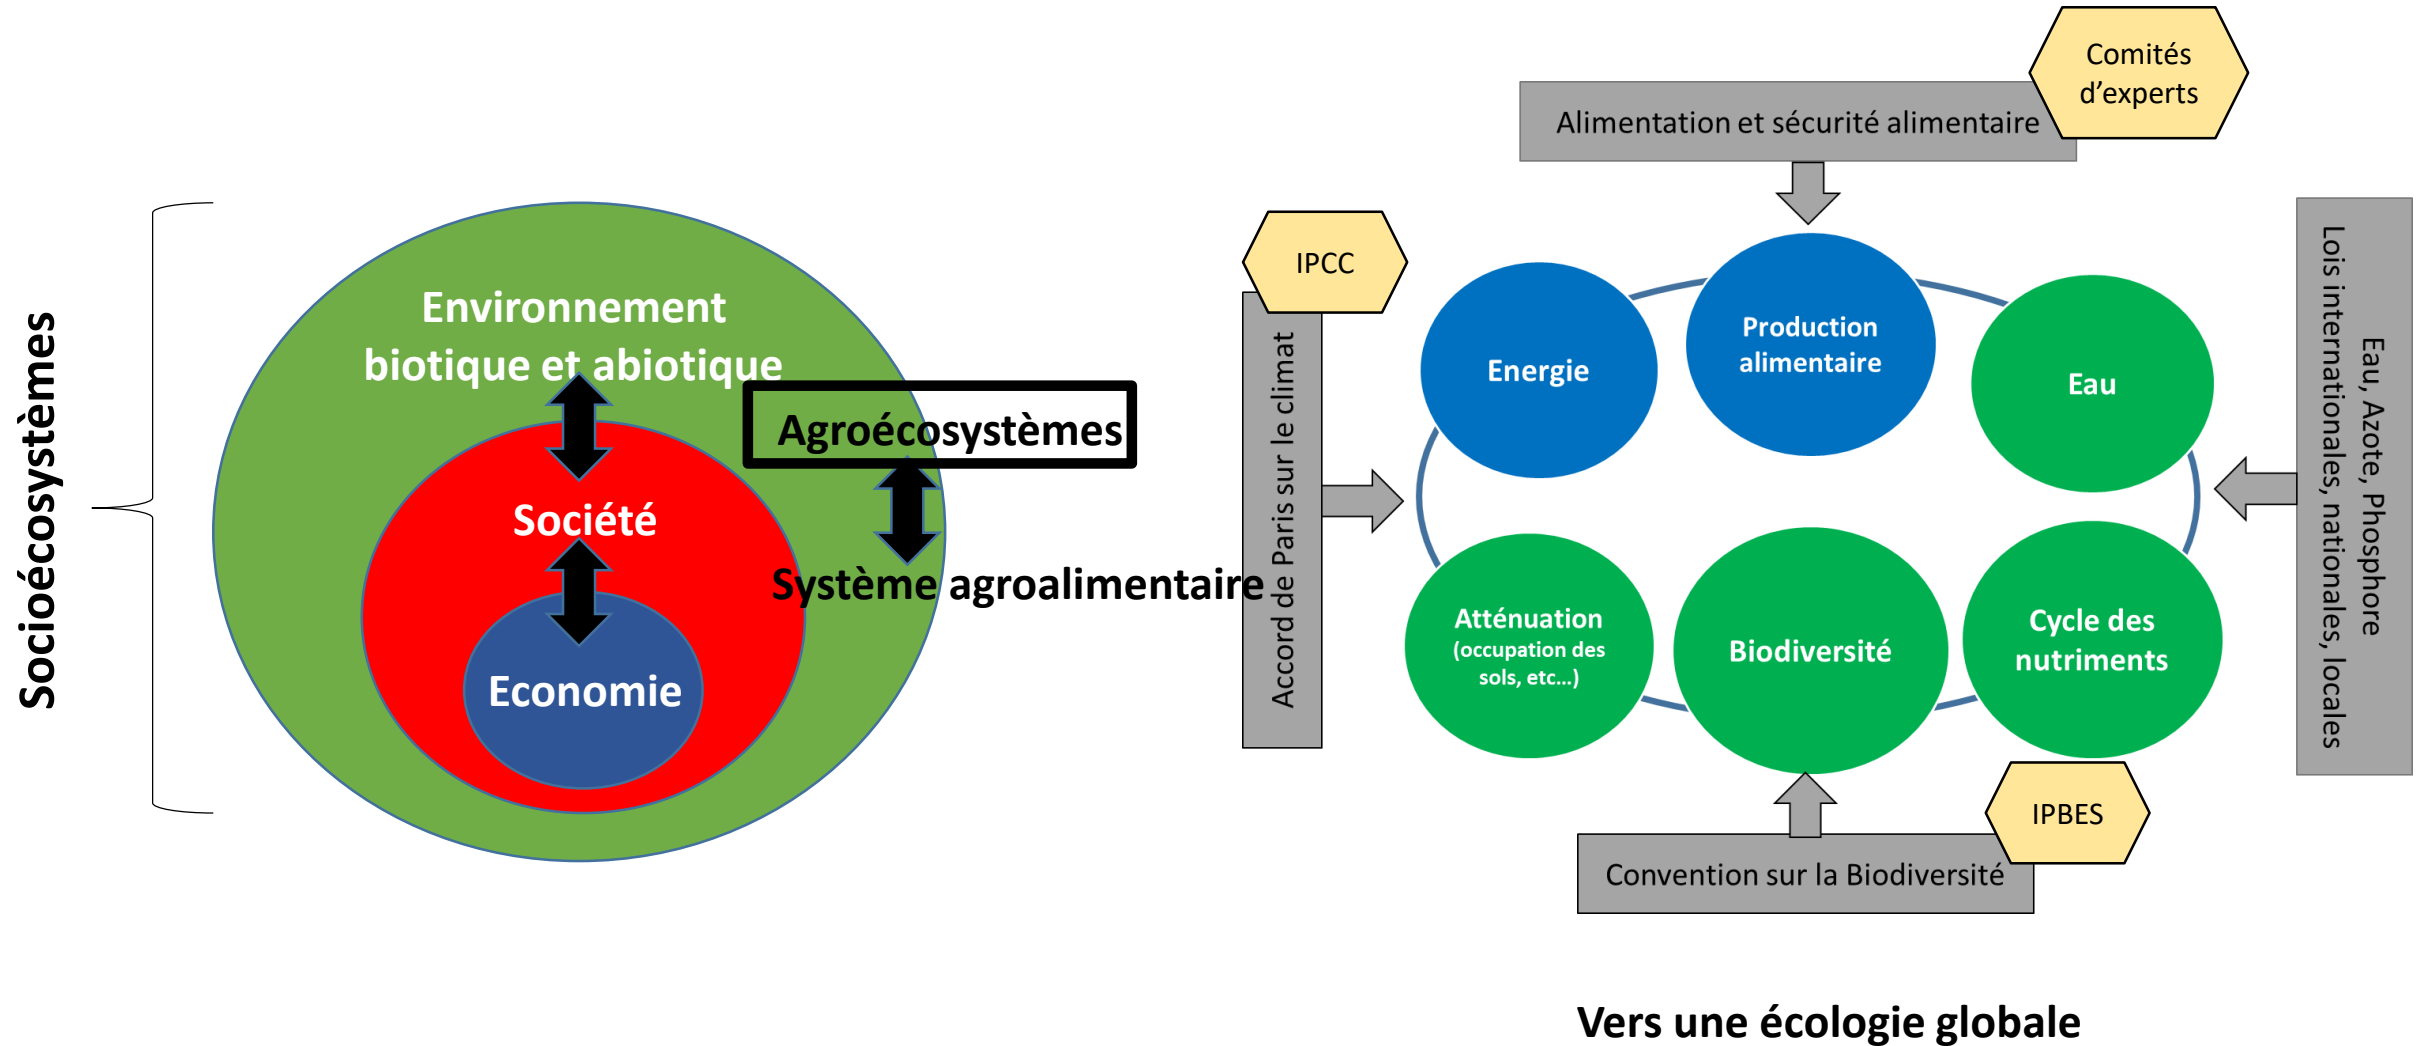 Socioécosystèmes
Environnement
biotique et abiotique
Agroécosystèmes
Société
Système agroalimentaire
Economie
Comités
d’experts
Alimentation et sécurité alimentaire
IPCC
Accord de Paris sur le climat
Energie
Production
alimentaire
Eau
Eau, Azote, Phosphore
Lois internationales, nationales, locales
Atténuation
(occupation des
sols, etc…)
Biodiversité
Cycle des
nutriments
IPBES
Convention sur la Biodiversité
Vers une écologie globale